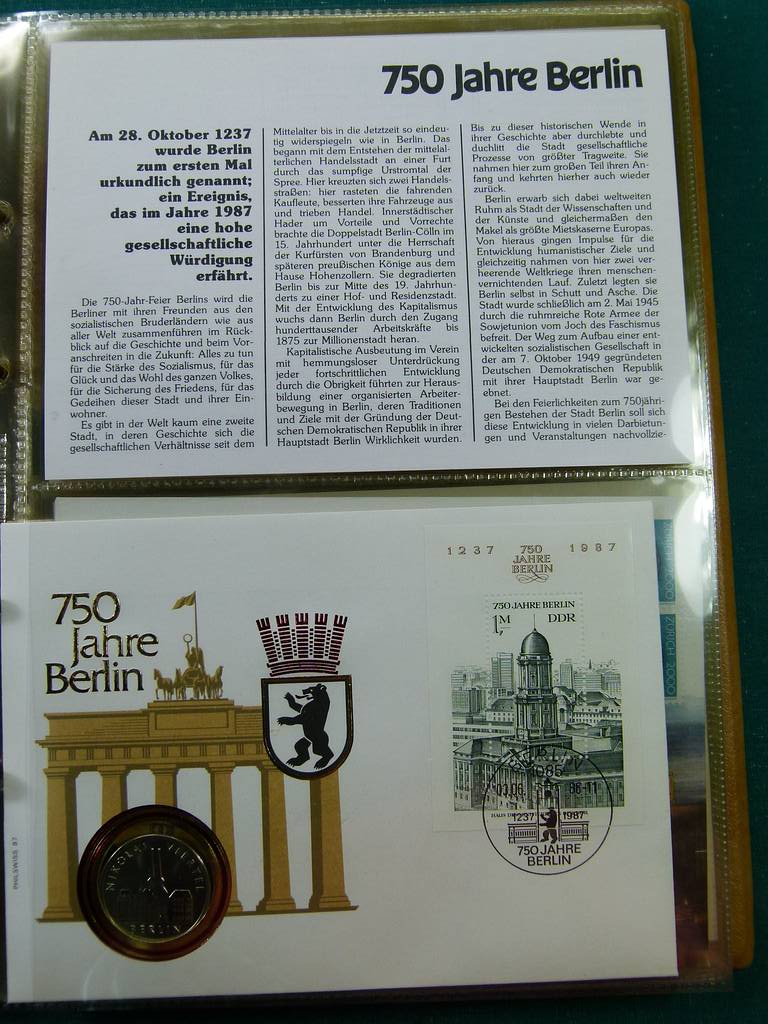 750 Jahre Berlin
Am 28. Oktober 1237
wurde Berlin
zum ersten Mal
urkundlich genannt;
ein Ereignis,
das im Jahre 1987
eine hohe
gesellschaftliche
Würdigung
erfährt.
Die 750-Jahr-Feier Berlins wird die
Berliner mit ihren Freunden aus den
sozialistischen Bruderländern wie aus
aller Welt zusammenführen im Rück-
blick auf die Geschichte und beim Vor-
anschreiten in die Zukunft: Alles zu tun
für die Stärke des Sozialismus, für das
Glück und das Wohl des ganzen Volkes,
für die Sicherung des Friedens, für das
Gedeihen dieser Stadt und ihrer Ein-
wohner.
Es gibt in der Welt kaum eine zweite
Stadt, in deren Geschichte sich die
gesellschaftlichen Verhältnisse seit dem
Mittelalter bis in die Jetztzeit so eindeu-
tig widerspiegeln wie in Berlin. Das
begann mit dem Entstehen der mittelal-
terlichen Handelsstadt an einer Furt
durch das sumpfige Urstromtal der
Spree. Hier kreuzten sich zwei Handels-
straßen: hier rasteten die fahrenden
Kaufleute, besserten ihre Fahrzeuge aus
und trieben Handel. Innerstädtischer
Hader um Vorteile und Vorrechte
brachte die Doppelstadt Berlin-Cölln im
15. Jahrhundert unter die Herrschaft
der Kurfürsten von Brandenburg und
späteren preußischen Könige aus dem
Hause Hohenzollern. Sie degradierten
Berlin bis zur Mitte des 19. Jahrhun-
derts zu einer Hof- und Residenzstadt.
Mit der Entwicklung des Kapitalismus
wuchs dann Berlin durch den Zugang
hunderttausender Arbeitskräfte bis
1875 zur Millionenstadt heran.
Kapitalistische Ausbeutung im Verein
mit hemmungsloser Unterdrückung
jeder fortschrittlichen Entwicklung
durch die Obrigkeit führten zur Heraus-
bildung einer organisierten Arbeiter-
bewegung in Berlin, deren Traditionen
und Ziele mit der Gründung der Deut-
schen Demokratischen Republik in ihrer
Hauptstadt Berlin Wirklichkeit wurden.
Bis zu dieser historischen Wende in
ihrer Geschichte aber durchlebte und
duchlitt die Stadt gesellschaftliche
Prozesse von größter Tragweite. Sie
nahmen hier zum großen Teil ihren An-
fang und kehrten hierher auch wieder
zurück.
Berlin erwarb sich dabei weltweiten
Ruhm als Stadt der Wissenschaften und
der Künste und gleichermaßen den
Makel als größte Mietskaserne Europas.
Von hieraus gingen Impulse für die
Entwicklung humanistischer Ziele und
gleichzeitig nahmen von hier zwei ver-
heerende Weltkriege ihren menschen-
vernichtenden Lauf. Zuletzt legten sie
Berlin selbst in Schutt und Asche. Die
Stadt wurde schließlich am 2. Mai 1945
durch die ruhmreiche Rote Armee der
Sowjetunion vom Joch des Faschismus
befreit. Der Weg zum Aufbau einer ent-
wickelten sozialistischen Gesellschaft in
der am 7. Oktober 1949 gegründeten
Deutschen Demokratischen Republik
mit ihrer Hauptstadt Berlin war ge-
ebnet.
Bei den Feierlichkeiten zum 750jähri-
gen Bestehen der Stadt Berlin soll sich
diese Entwicklung in vielen Darbietun-
gen und Veranstaltungen nachvollzie-
750
Jahre
Berlin
1237 750 1987
JAHRE
BERLIN
750 JAHRE BERLIN
1,- M DDR
BERLIN
1085
03.06. 86-11
1237 1987
750 JAHRE
BERLIN
NIKOLAIVIERTEL
BERLIN
PHILSWISS 87
ZÜRICH 2000